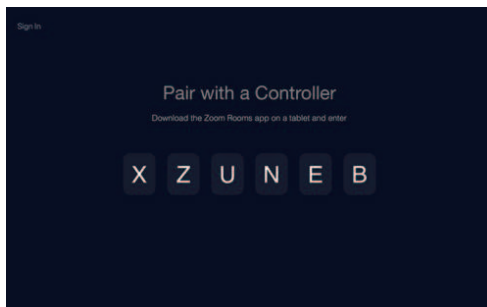 Sign In
Pair with a Controller
Download the Zoom Rooms app on a tablet and enter
X Z U N E B